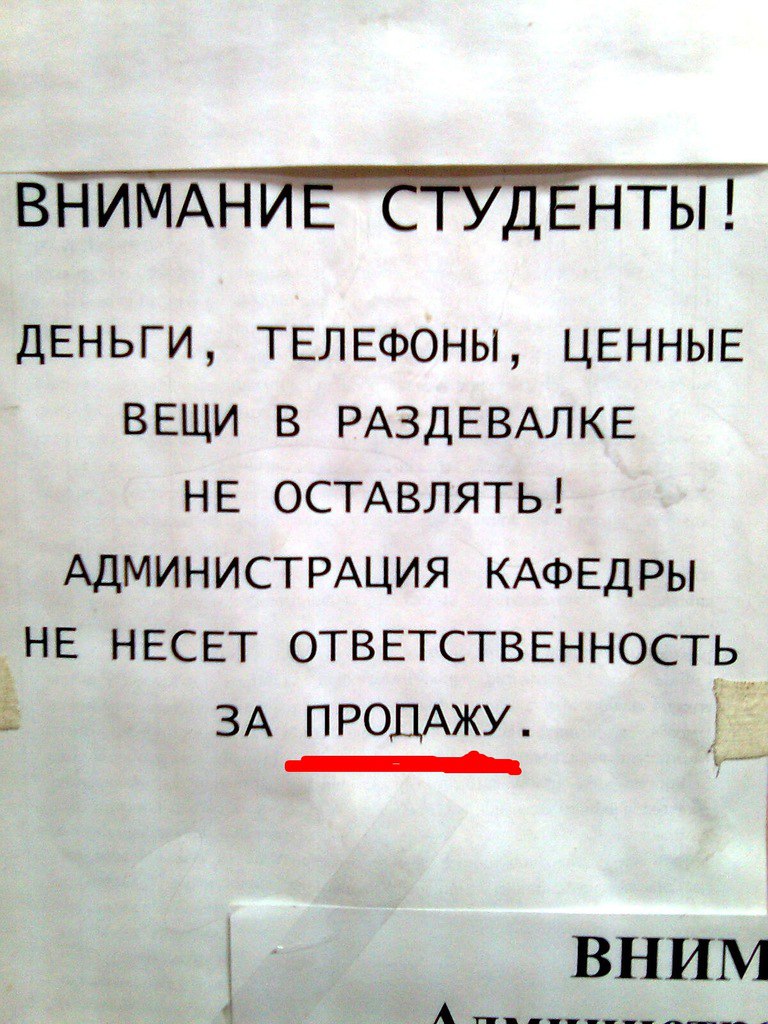 ВНИМАНИЕ СТУДЕНТЫ!
ДЕНЬГИ, ТЕЛЕФОНЫ, ЦЕННЫЕ
ВЕЩИ В РАЗДЕВАЛКЕ
НЕ ОСТАВЛЯТЬ!
АДМИНИСТРАЦИЯ КАФЕДРЫ
НЕ НЕСЕТ ОТВЕТСТВЕННОСТЬ
ЗА ПРОДАЖУ.
ВНИМ